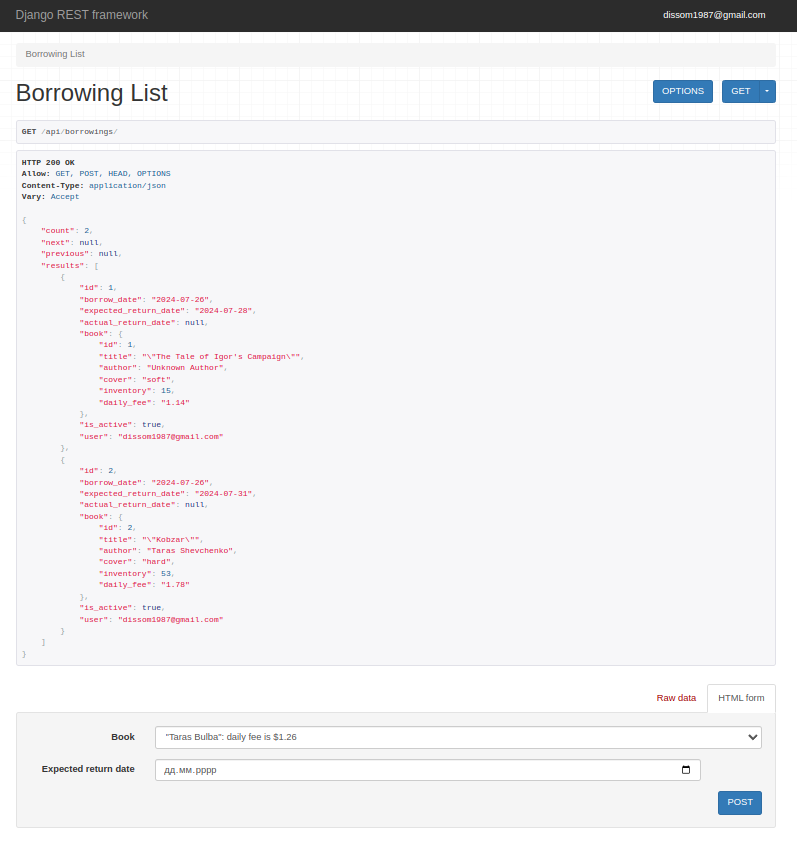 Django REST framework dissom1987@gmail.com
Borrowing List
Borrowing List OPTIONS GET
GET /api/borrowings/
HTTP 200 OK
Allow: GET, POST, HEAD, OPTIONS
Content-Type: application/json
Vary: Accept
{
    "count": 2,
    "next": null,
    "previous": null,
    "results": [
        {
            "id": 1,
            "borrow_date": "2024-07-26",
            "expected_return_date": "2024-07-28",
            "actual_return_date": null,
            "book": {
                "id": 1,
                "title": "\"The Tale of Igor's Campaign\"",
                "author": "Unknown Author",
                "cover": "soft",
                "inventory": 15,
                "daily_fee": "1.14"
            },
            "is_active": true,
            "user": "dissom1987@gmail.com"
        },
        {
            "id": 2,
            "borrow_date": "2024-07-26",
            "expected_return_date": "2024-07-31",
            "actual_return_date": null,
            "book": {
                "id": 2,
                "title": "\"Kobzar\"",
                "author": "Taras Shevchenko",
                "cover": "hard",
                "inventory": 53,
                "daily_fee": "1.78"
            },
            "is_active": true,
            "user": "dissom1987@gmail.com"
        }
    ]
}
Raw data HTML form
Book "Taras Bulba": daily fee is $1.26
Expected return date дд.мм.рррр
POST